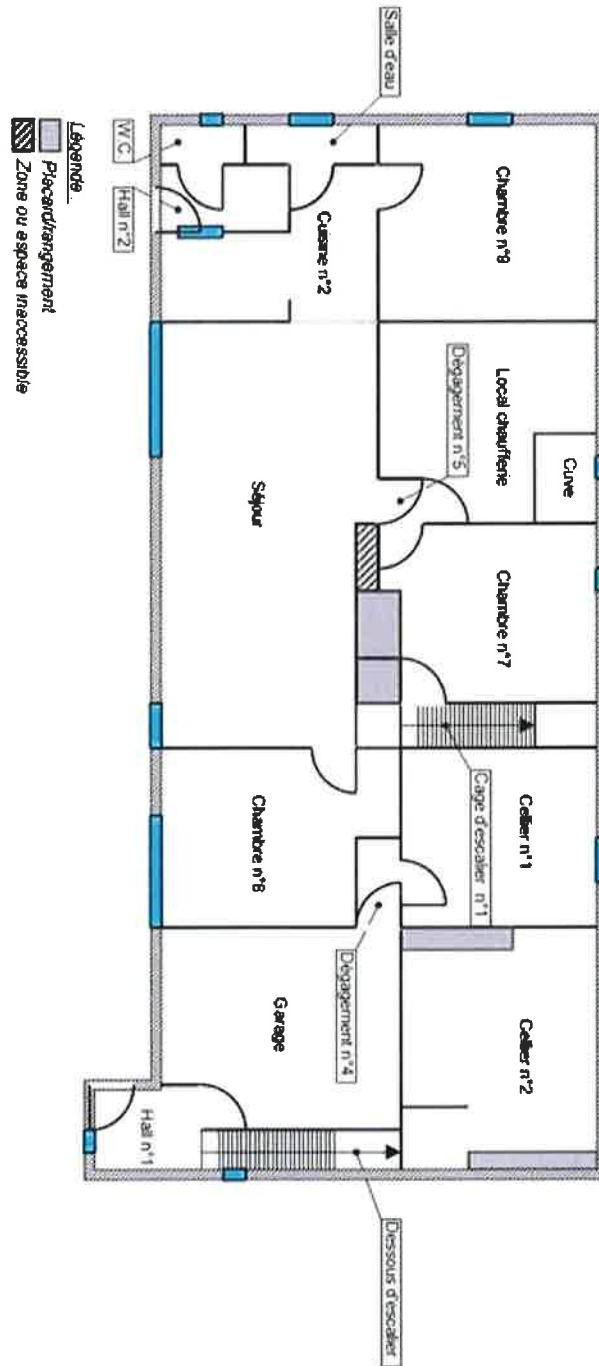 Cuve
Chambre n°9
Local chaufferie
Chambre n°7
Cellier n°1
Cellier n°2
Cage d'escalier n°1
Dégagement n°5
Salle d'eau
Dessous d'escalier
Dégagement n°4
Cuisine n°2
Séjour
Chambre n°8
Garage
Hall n°1
W.C.
Hall n°2
Légende :
Placard/rangement
Zone ou espace inaccessible